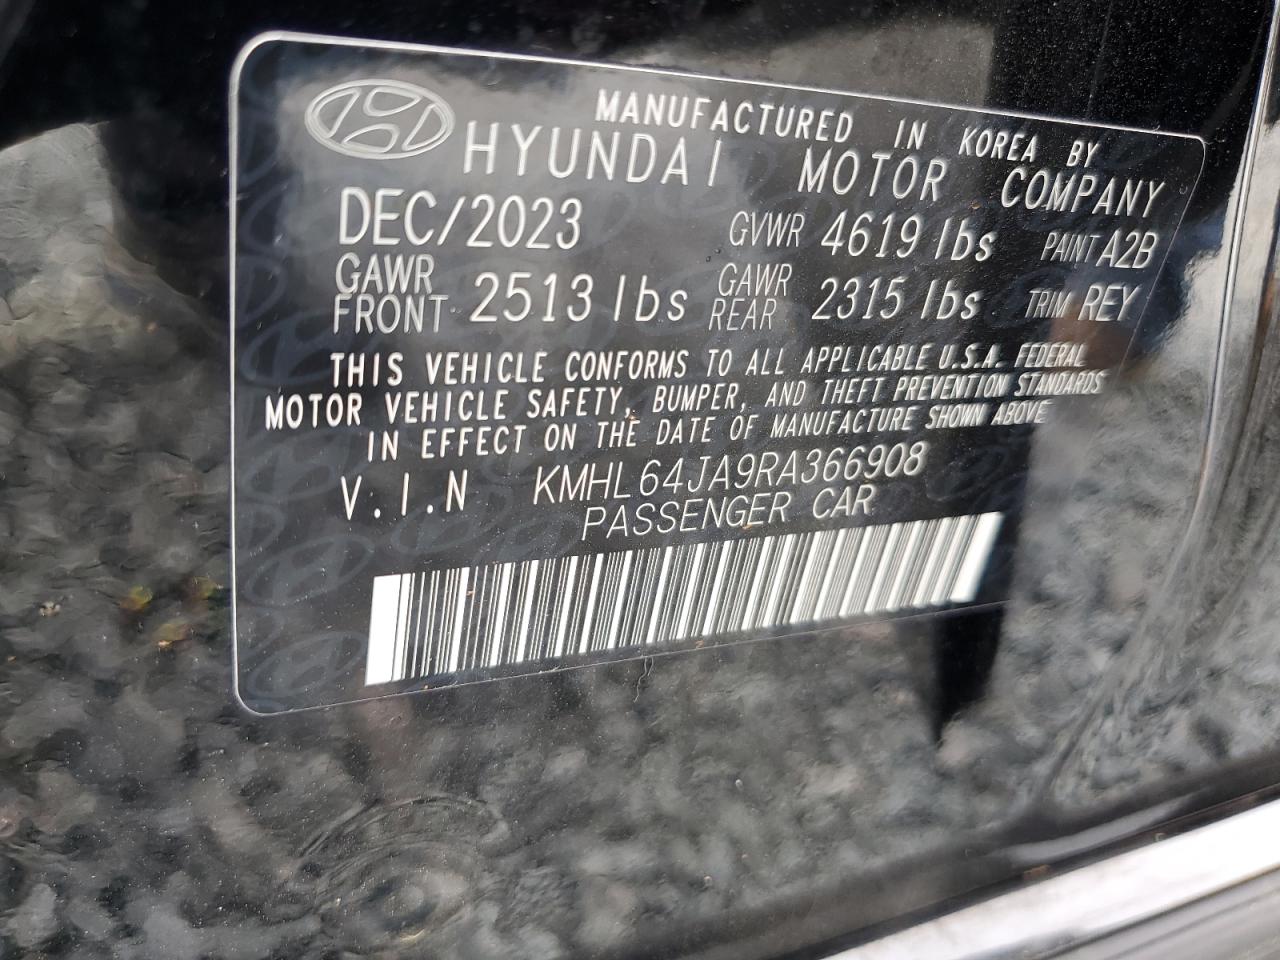 MANUFACTURED IN KOREA BY
HYUNDAI MOTOR COMPANY
DEC/2023 GVWR 4619 lbs PAINT A2B
GAWR FRONT 2513 lbs GAWR REAR 2315 lbs TRIM REY
THIS VEHICLE CONFORMS TO ALL APPLICABLE U.S.A. FEDERAL
MOTOR VEHICLE SAFETY, BUMPER, AND THEFT PREVENTION STANDARDS
IN EFFECT ON THE DATE OF MANUFACTURE SHOWN ABOVE
V.I.N KMHL64JA9RA366908
PASSENGER CAR